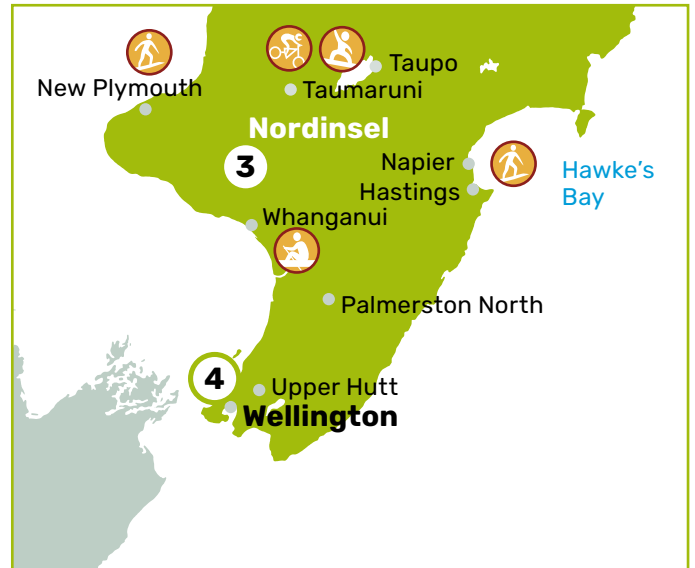 Taupo
New Plymouth
Taumaruni
Nordinsel
3
Napier
Hawke's
Bay
Hastings
Whanganui
Palmerston North
4
Upper Hutt
Wellington